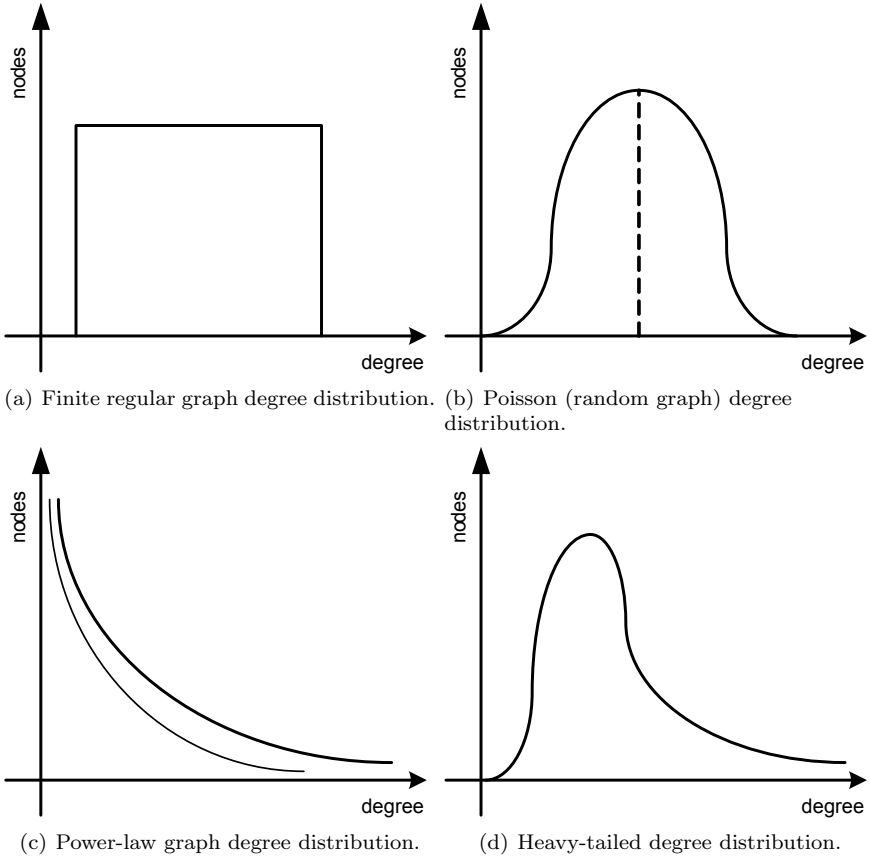 nodes
degree
(a) Finite regular graph degree distribution.
nodes
degree
(b) Poisson (random graph) degree
distribution.
nodes
degree
(c) Power-law graph degree distribution.
nodes
degree
(d) Heavy-tailed degree distribution.